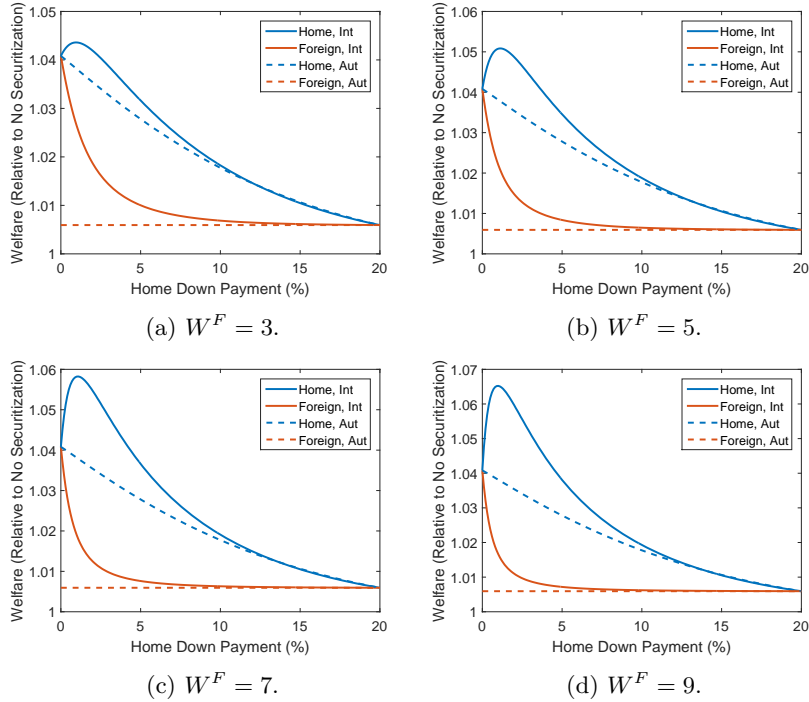 Welfare (Relative to No Securitization)
1.05
1.04
1.03
1.02
1.01
1
0
5
10
15
20
Home Down Payment (%)
Home, Int
Foreign, Int
Home, Aut
Foreign, Aut
(a) W^F = 3.
Welfare (Relative to No Securitization)
1.06
1.05
1.04
1.03
1.02
1.01
1
0
5
10
15
20
Home Down Payment (%)
Home, Int
Foreign, Int
Home, Aut
Foreign, Aut
(b) W^F = 5.
Welfare (Relative to No Securitization)
1.06
1.05
1.04
1.03
1.02
1.01
1
0
5
10
15
20
Home Down Payment (%)
Home, Int
Foreign, Int
Home, Aut
Foreign, Aut
(c) W^F = 7.
Welfare (Relative to No Securitization)
1.07
1.06
1.05
1.04
1.03
1.02
1.01
1
0
5
10
15
20
Home Down Payment (%)
Home, Int
Foreign, Int
Home, Aut
Foreign, Aut
(d) W^F = 9.